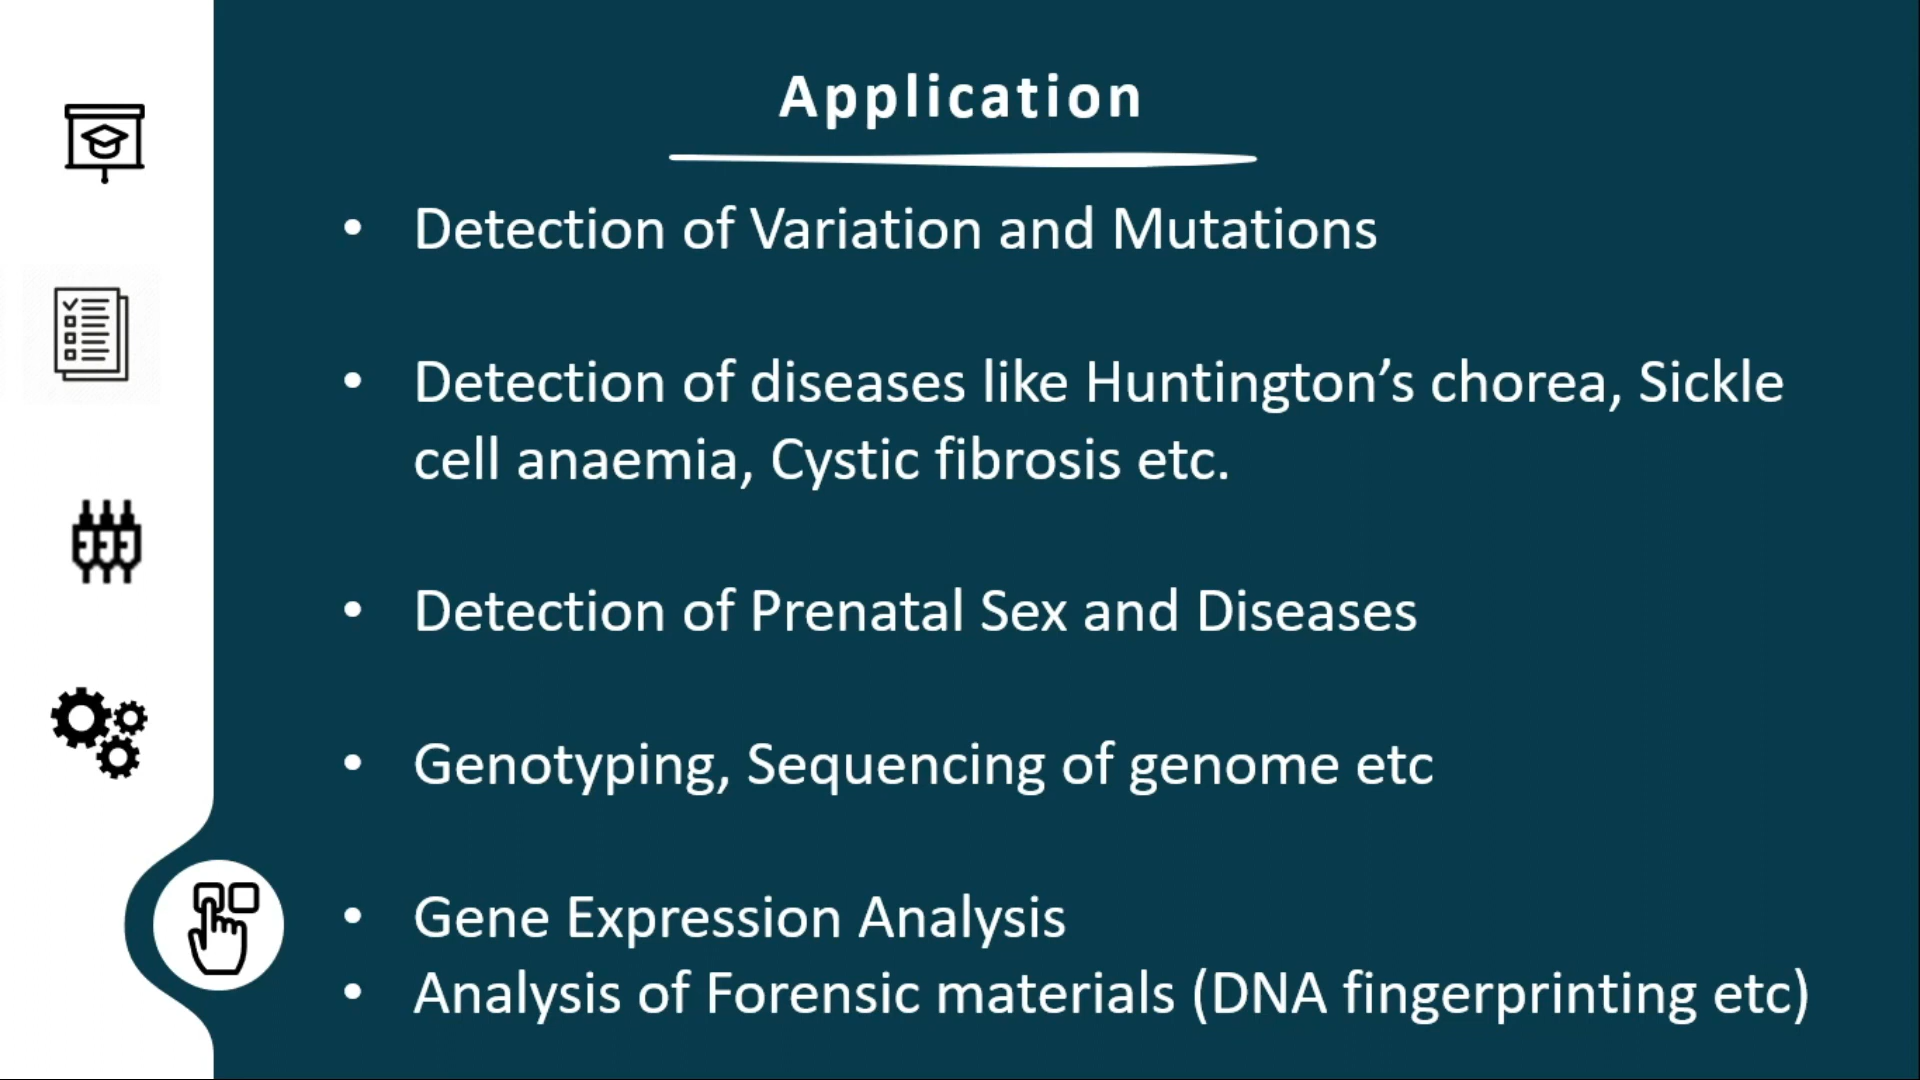 Application
• Detection of Variation and Mutations
• Detection of diseases like Huntington’s chorea, Sickle
cell anaemia, Cystic fibrosis etc.
• Detection of Prenatal Sex and Diseases
• Genotyping, Sequencing of genome etc
• Gene Expression Analysis
• Analysis of Forensic materials (DNA fingerprinting etc)